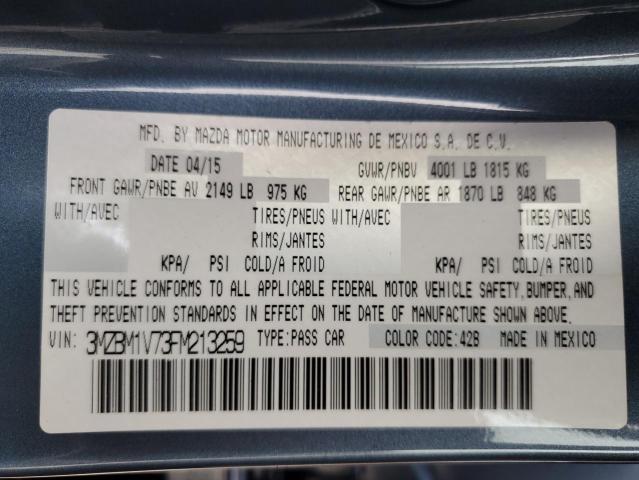 MFD. BY MAZDA MOTOR MANUFACTURING DE MEXICO S.A. DE C.V.
DATE 04/15 GVWR/PNBV 4001 LB 1815 KG
FRONT GAWR/PNBE AV 2149 LB 975 KG REAR GAWR/PNBE AR 1870 LB 848 KG
WITH/AVEC TIRES/PNEUS WITH/AVEC TIRES/PNEUS
RIMS/JANTES RIMS/JANTES
KPA/ PSI COLD/A FROID KPA/ PSI COLD/A FROID
THIS VEHICLE CONFORMS TO ALL APPLICABLE FEDERAL MOTOR VEHICLE SAFETY, BUMPER, AND
THEFT PREVENTION STANDARDS IN EFFECT ON THE DATE OF MANUFACTURE SHOWN ABOVE.
VIN: 3MZBM1V73FM213259 TYPE: PASS CAR COLOR CODE: 42B MADE IN MEXICO